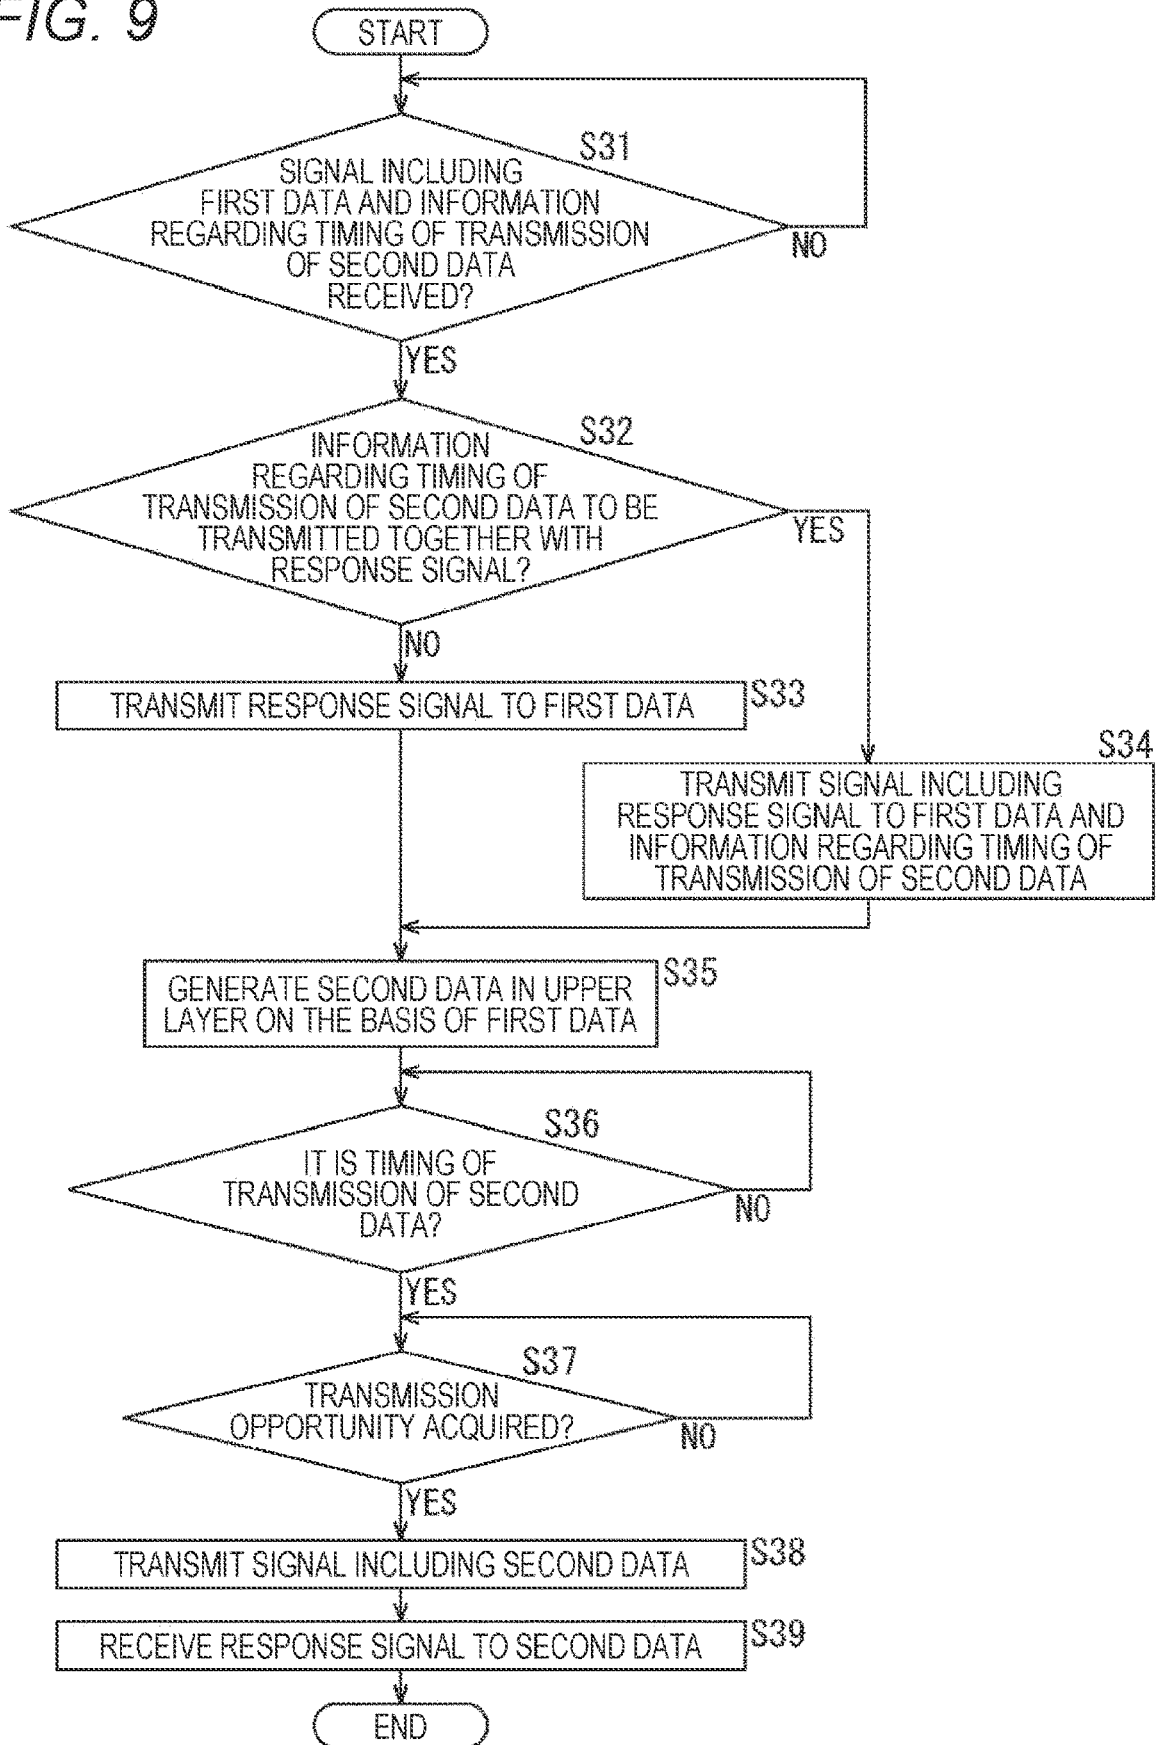 FIG. 9
START
S31
SIGNAL INCLUDING
FIRST DATA AND INFORMATION
REGARDING TIMING OF TRANSMISSION
OF SECOND DATA
RECEIVED?
NO
YES
S32
INFORMATION
REGARDING TIMING OF
TRANSMISSION OF SECOND DATA TO BE
TRANSMITTED TOGETHER WITH
RESPONSE SIGNAL?
YES
NO
TRANSMIT RESPONSE SIGNAL TO FIRST DATA
S33
S34
TRANSMIT SIGNAL INCLUDING
RESPONSE SIGNAL TO FIRST DATA AND
INFORMATION REGARDING TIMING OF
TRANSMISSION OF SECOND DATA
S35
GENERATE SECOND DATA IN UPPER
LAYER ON THE BASIS OF FIRST DATA
S36
IT IS TIMING OF
TRANSMISSION OF SECOND
DATA?
NO
YES
S37
TRANSMISSION
OPPORTUNITY ACQUIRED?
NO
YES
TRANSMIT SIGNAL INCLUDING SECOND DATA
S38
RECEIVE RESPONSE SIGNAL TO SECOND DATA
S39
END